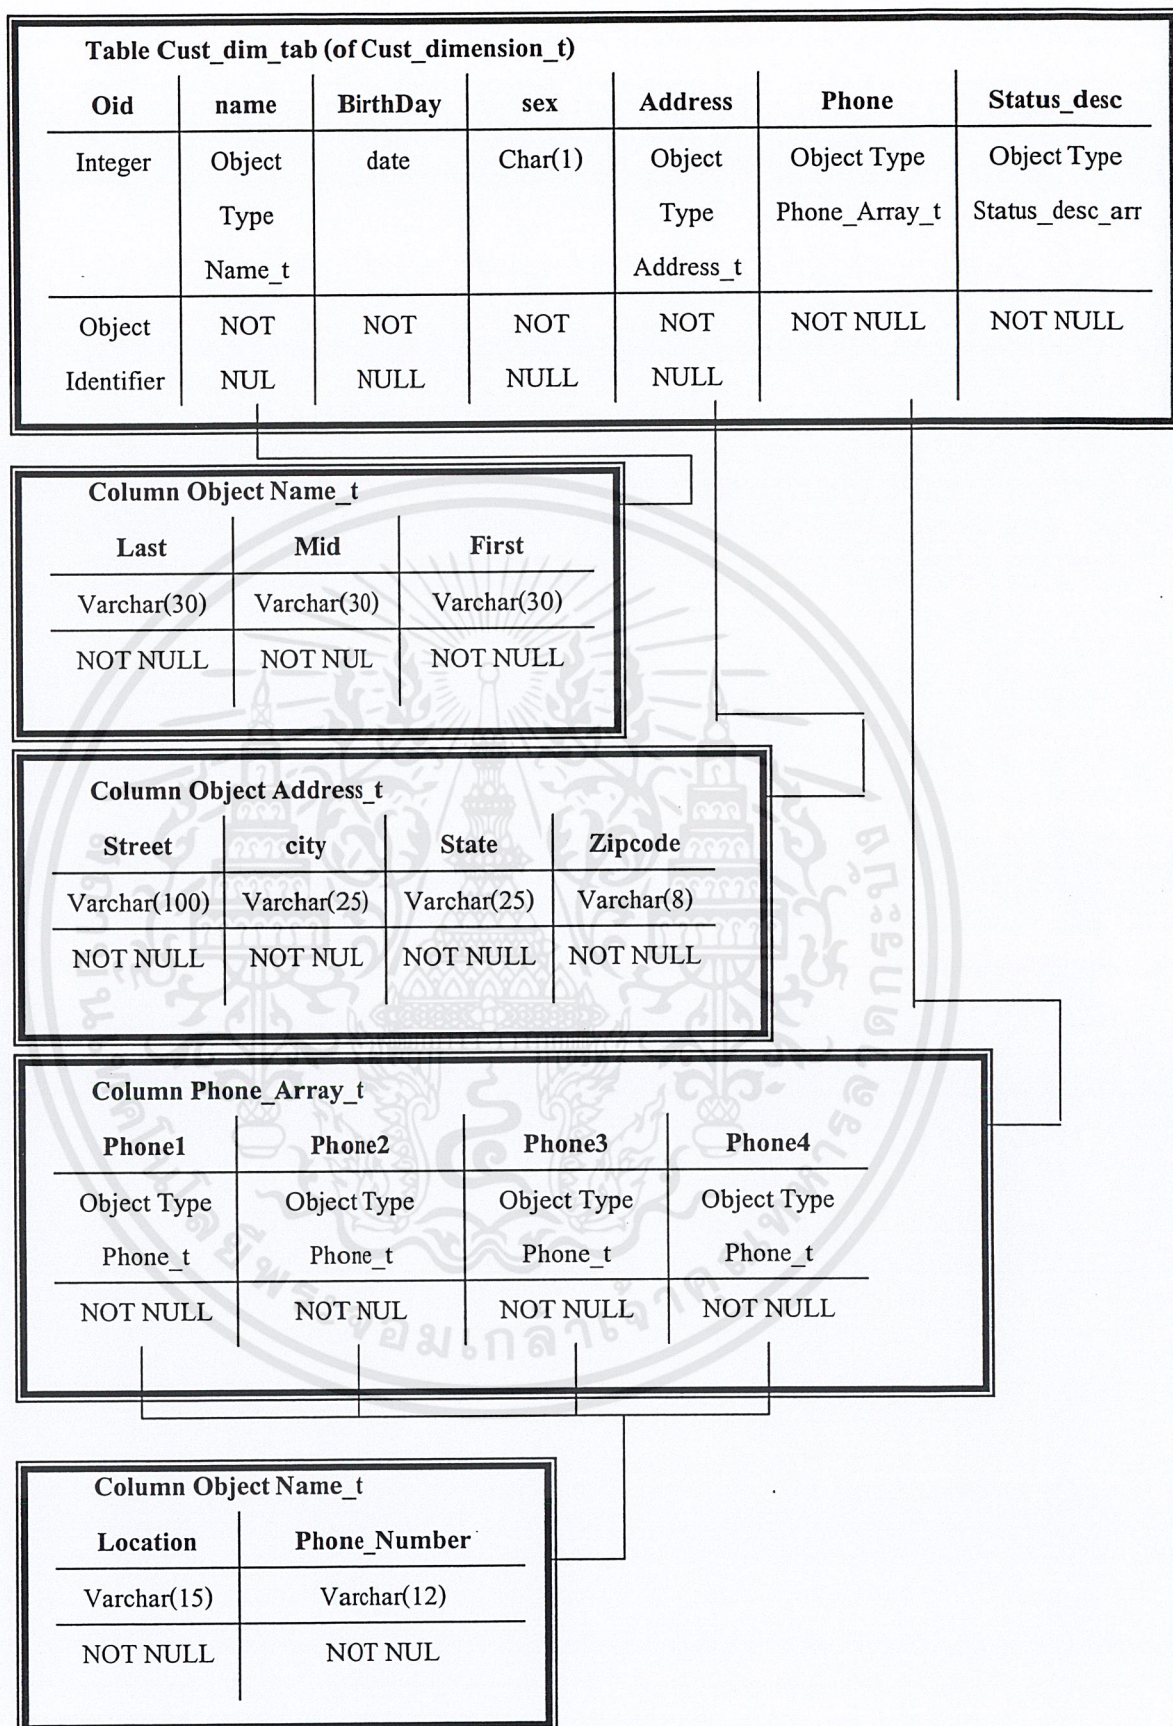 Table Cust_dim_tab (of Cust_dimension_t)
Oid name BirthDay sex Address Phone Status_desc
Integer Object date Char(1) Object Object Type Object Type
Type Type Phone_Array_t Status_desc_arr
Name_t Address_t
Object NOT NOT NOT NOT NOT NULL NOT NULL
Identifier NUL NULL NULL NULL
Column Object Name_t
Last Mid First
Varchar(30) Varchar(30) Varchar(30)
NOT NULL NOT NUL NOT NULL
Column Object Address_t
Street city State Zipcode
Varchar(100) Varchar(25) Varchar(25) Varchar(8)
NOT NULL NOT NUL NOT NULL NOT NULL
Column Phone_Array_t
Phone1 Phone2 Phone3 Phone4
Object Type Object Type Object Type Object Type
Phone_t Phone_t Phone_t Phone_t
NOT NULL NOT NUL NOT NULL NOT NULL
Column Object Name_t
Location Phone_Number
Varchar(15) Varchar(12)
NOT NULL NOT NUL